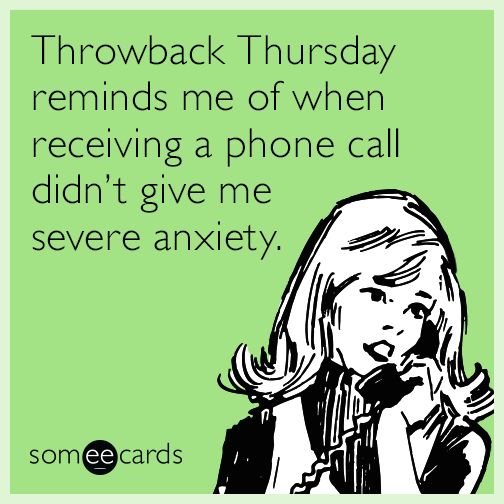 Throwback Thursday
reminds me of when
receiving a phone call
didn't give me
severe anxiety.
someecards